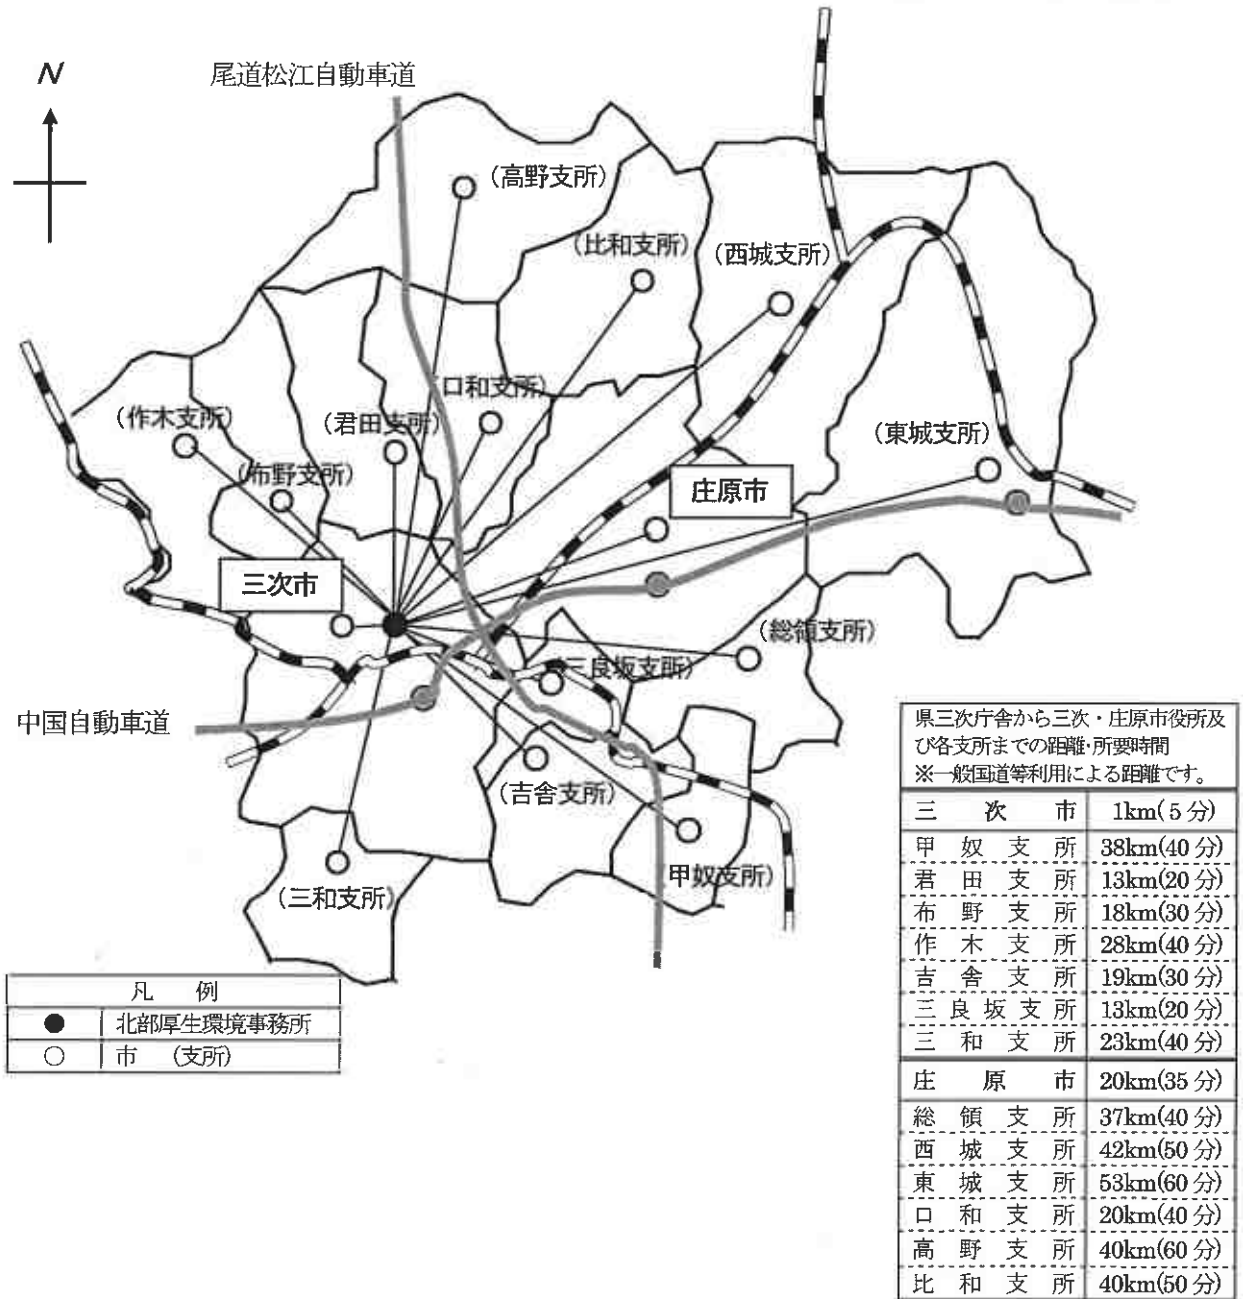 N
尾道松江自動車道
(高野支所)
(比和支所)
(西城支所)
(口和支所)
(作木支所)
(君田支所)
(布野支所)
(東城支所)
庄原市
三次市
(総領支所)
三良坂支所)
中国自動車道
(吉舎支所)
甲奴支所)
(三和支所)
凡 例
● 北部厚生環境事務所
○ 市 (支所)
県三次庁舎から三次・庄原市役所及
び各支所までの距離・所要時間
※一般国道等利用による距離です。
三次市 1km(5分)
甲奴支所 38km(40分)
君田支所 13km(20分)
布野支所 18km(30分)
作木支所 28km(40分)
吉舎支所 19km(30分)
三良坂支所 13km(20分)
三和支所 23km(40分)
庄原市 20km(35分)
総領支所 37km(40分)
西城支所 42km(50分)
東城支所 53km(60分)
口和支所 20km(40分)
高野支所 40km(60分)
比和支所 40km(50分)